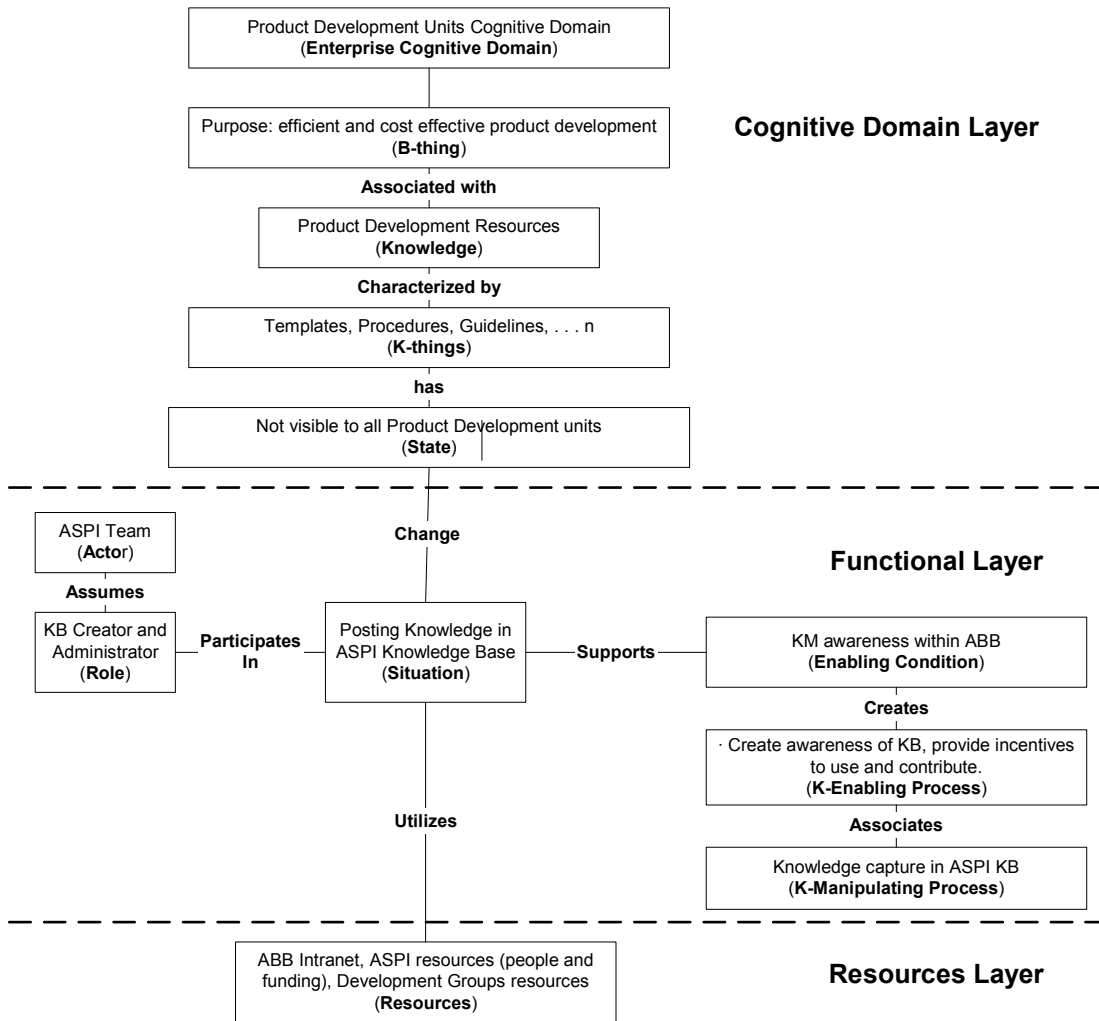 Product Development Units Cognitive Domain
(Enterprise Cognitive Domain)
Cognitive Domain Layer
Purpose: efficient and cost effective product development
(B-thing)
Associated with
Product Development Resources
(Knowledge)
Characterized by
Templates, Procedures, Guidelines, . . . n
(K-things)
has
Not visible to all Product Development units
(State)
Change
Functional Layer
ASPI Team
(Actor)
Assumes
KB Creator and
Administrator
(Role)
Participates
In
Posting Knowledge in
ASPI Knowledge Base
(Situation)
Supports
KM awareness within ABB
(Enabling Condition)
Creates
· Create awareness of KB, provide incentives
to use and contribute.
(K-Enabling Process)
Associates
Knowledge capture in ASPI KB
(K-Manipulating Process)
Utilizes
ABB Intranet, ASPI resources (people and
funding), Development Groups resources
(Resources)
Resources Layer